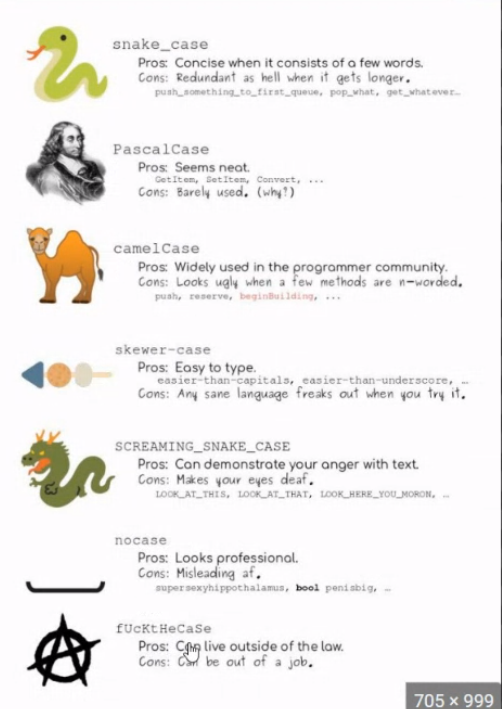 snake_case
Pros: Concise when it consists of a few words.
Cons: Redundant as hell when it gets longer.
push_something_to_first_queue, pop_what, get_whatever…
PascalCase
Pros: Seems neat.
GetItem, SetItem, Convert, ...
Cons: Barely used. (why?)
camelCase
Pros: Widely used in the programmer community.
Cons: Looks ugly when a few methods are n-worded.
push, reserve, beginBuilding, ...
skewer-case
Pros: Easy to type.
easier-than-capitals, easier-than-underscore, …
Cons: Any sane language freaks out when you try it.
SCREAMING_SNAKE_CASE
Pros: Can demonstrate your anger with text.
Cons: Makes your eyes deaf.
LOOK_AT_THIS, LOOK_AT_THAT, LOOK_HERE_YOU_MORON, …
nocase
Pros: Looks professional.
Cons: Misleading af.
supersexyhippothalamus, bool penisbig, …
fUcKtHeCaSe
Pros: Can live outside of the law.
Cons: Can be out of a job.
705 × 999